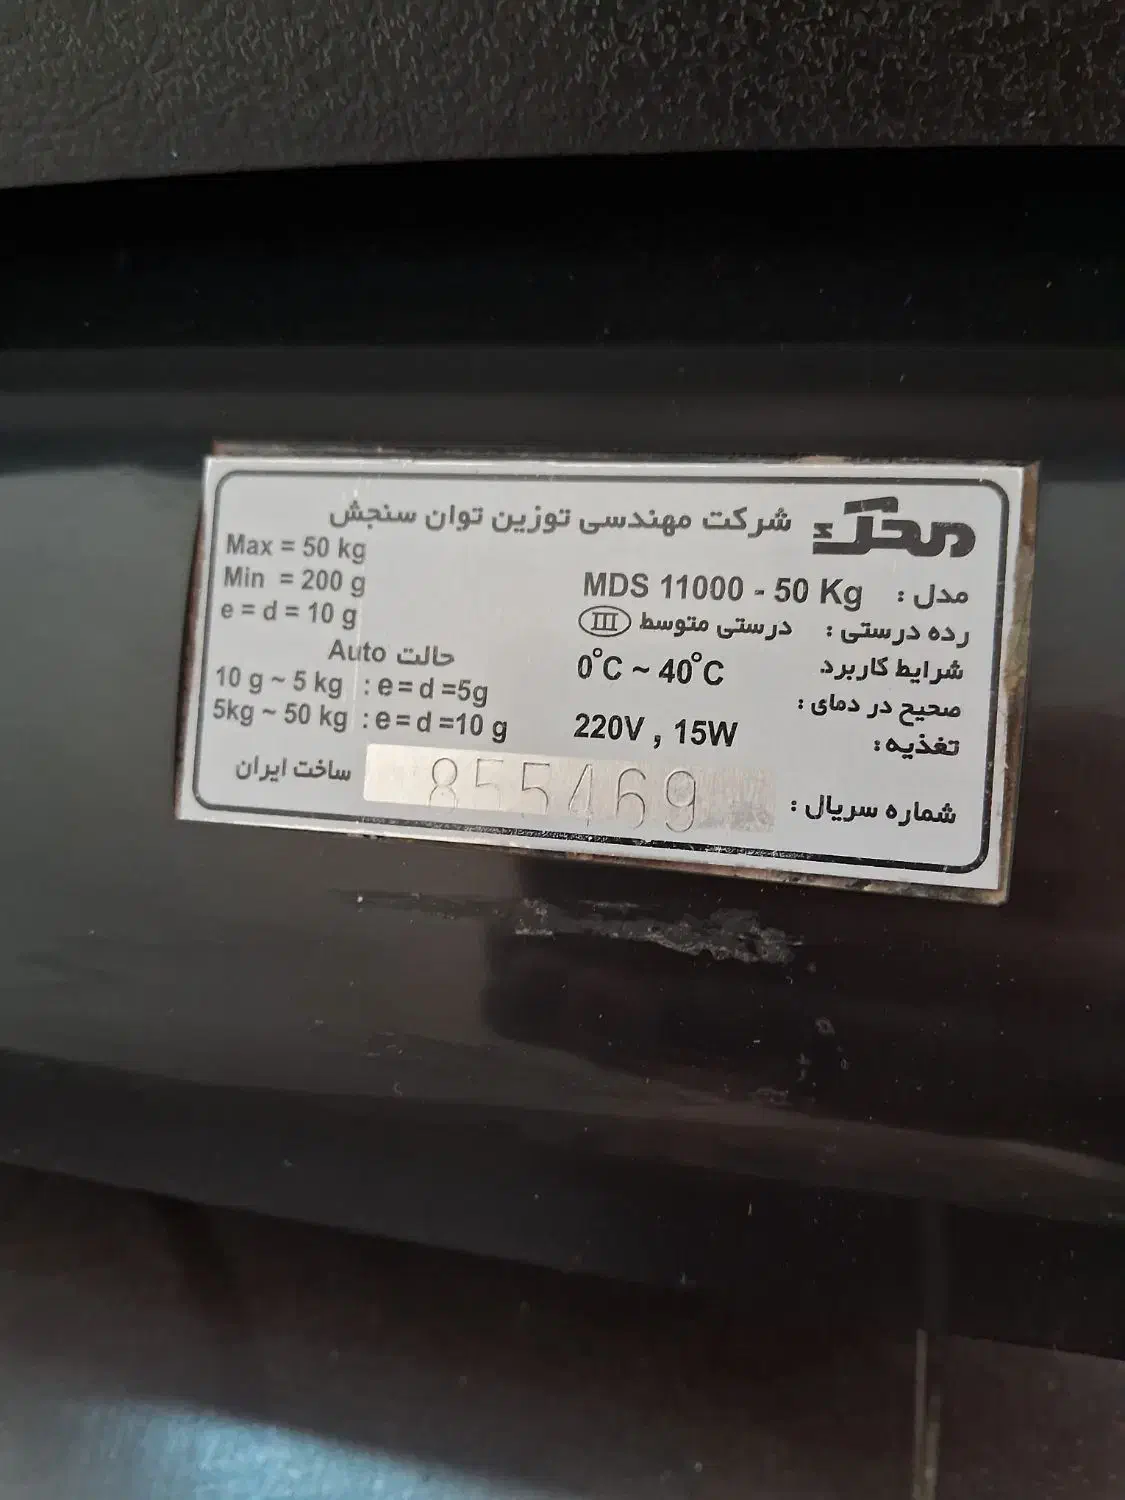 محک شرکت مهندسی توزین توان سنجش
مدل : MDS 11000 - 50 Kg
رده درستی : درستی متوسط III
شرایط کاربرد
صحیح در دمای : 0°C ~ 40°C
تغذیه : 220V , 15W
شماره سریال : 855469
Max = 50 kg
Min = 200 g
e = d = 10 g
حالت Auto
10 g ~ 5 kg : e = d =5g
5kg ~ 50 kg : e = d =10 g
ساخت ایران